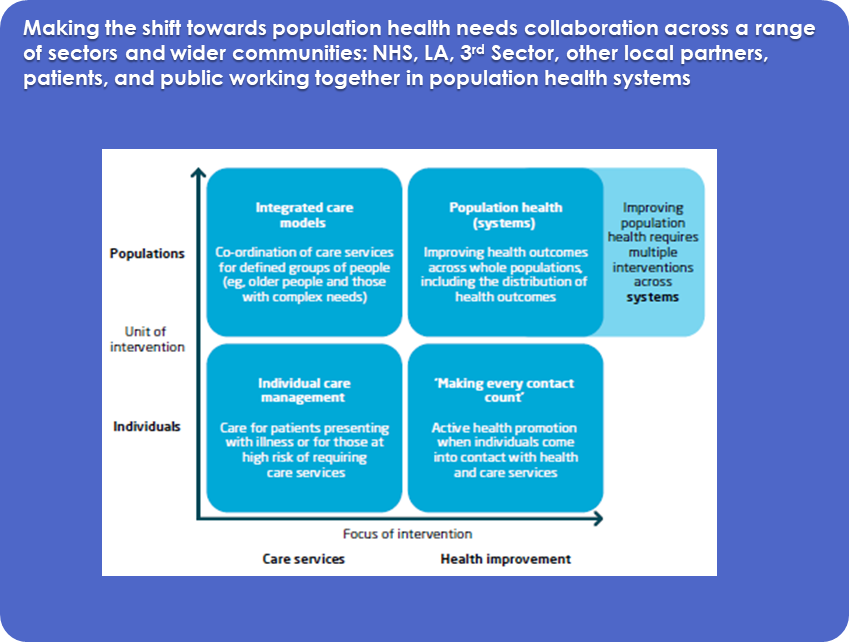 Making the shift towards population health needs collaboration across a range
of sectors and wider communities: NHS, LA, 3rd Sector, other local partners,
patients, and public working together in population health systems
Populations
Unit of
intervention
Individuals
Integrated care
models
Co-ordination of care services
for defined groups of people
(eg, older people and those
with complex needs)
Population health
(systems)
Improving health outcomes
across whole populations,
including the distribution of
health outcomes
Improving
population
health requires
multiple
interventions
across
systems
Individual care
management
Care for patients presenting
with illness or for those at
high risk of requiring
care services
'Making every contact
count'
Active health promotion
when individuals come
into contact with health
and care services
Focus of intervention
Care services
Health improvement